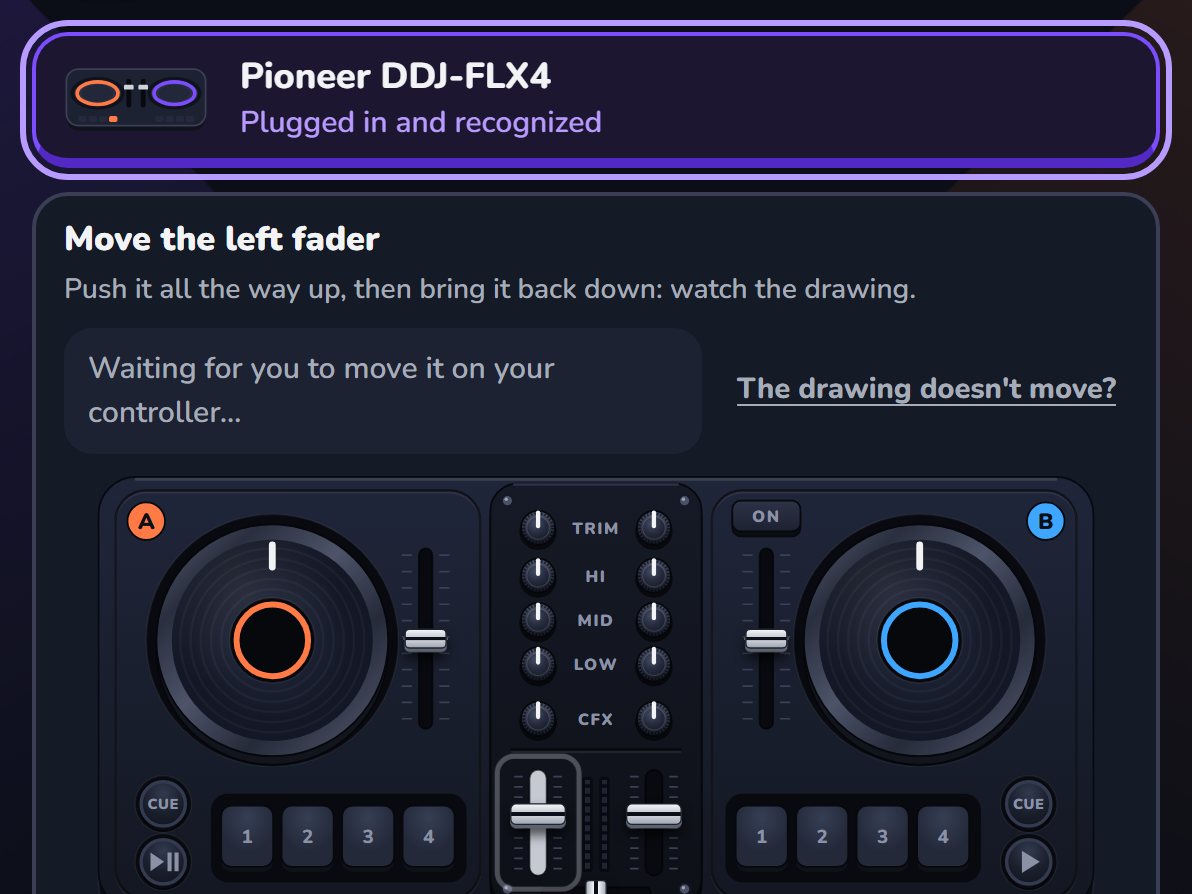 Pioneer DDJ-FLX4
Plugged in and recognized
Move the left fader
Push it all the way up, then bring it back down: watch the drawing.
Waiting for you to move it on your
controller...
The drawing doesn't move?
A
TRIM
ON
B
HI
MID
LOW
CFX
CUE
1 2 3 4
1 2 3 4
CUE